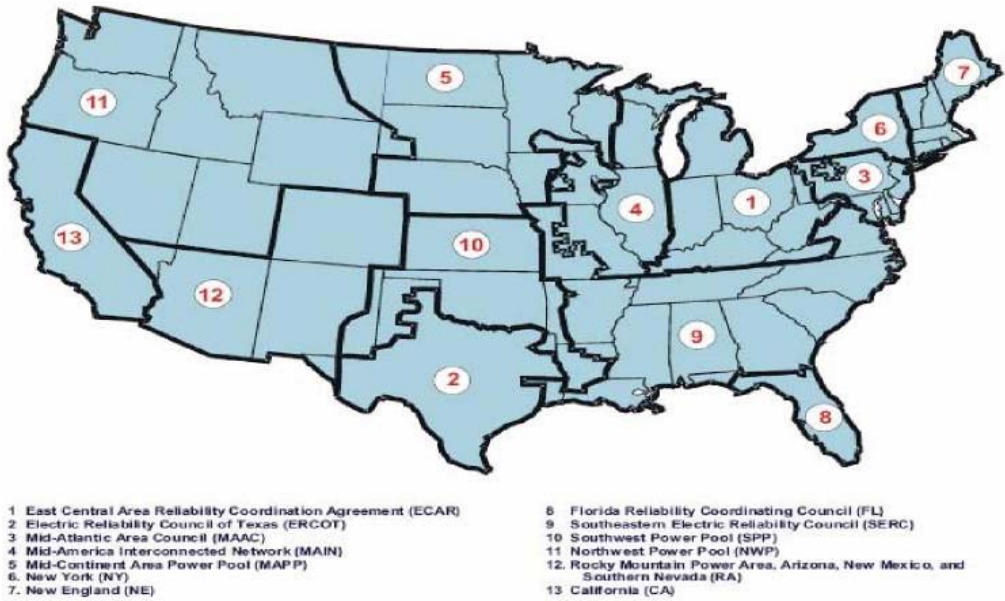 5
7
11
6
3
1
4
13
10
12
9
2
8
1 East Central Area Reliability Coordination Agreement (ECAR)
2 Electric Reliability Council of Texas (ERCOT)
3 Mid-Atlantic Area Council (MAAC)
4 Mid-America Interconnected Network (MAIN)
5 Mid-Continent Area Power Pool (MAPP)
6. New York (NY)
7. New England (NE)
8 Florida Reliability Coordinating Council (FL)
9 Southeastern Electric Reliability Council (SERC)
10 Southwest Power Pool (SPP)
11 Northwest Power Pool (NWP)
12. Rocky Mountain Power Area, Arizona, New Mexico, and
Southern Nevada (RA)
13 California (CA)